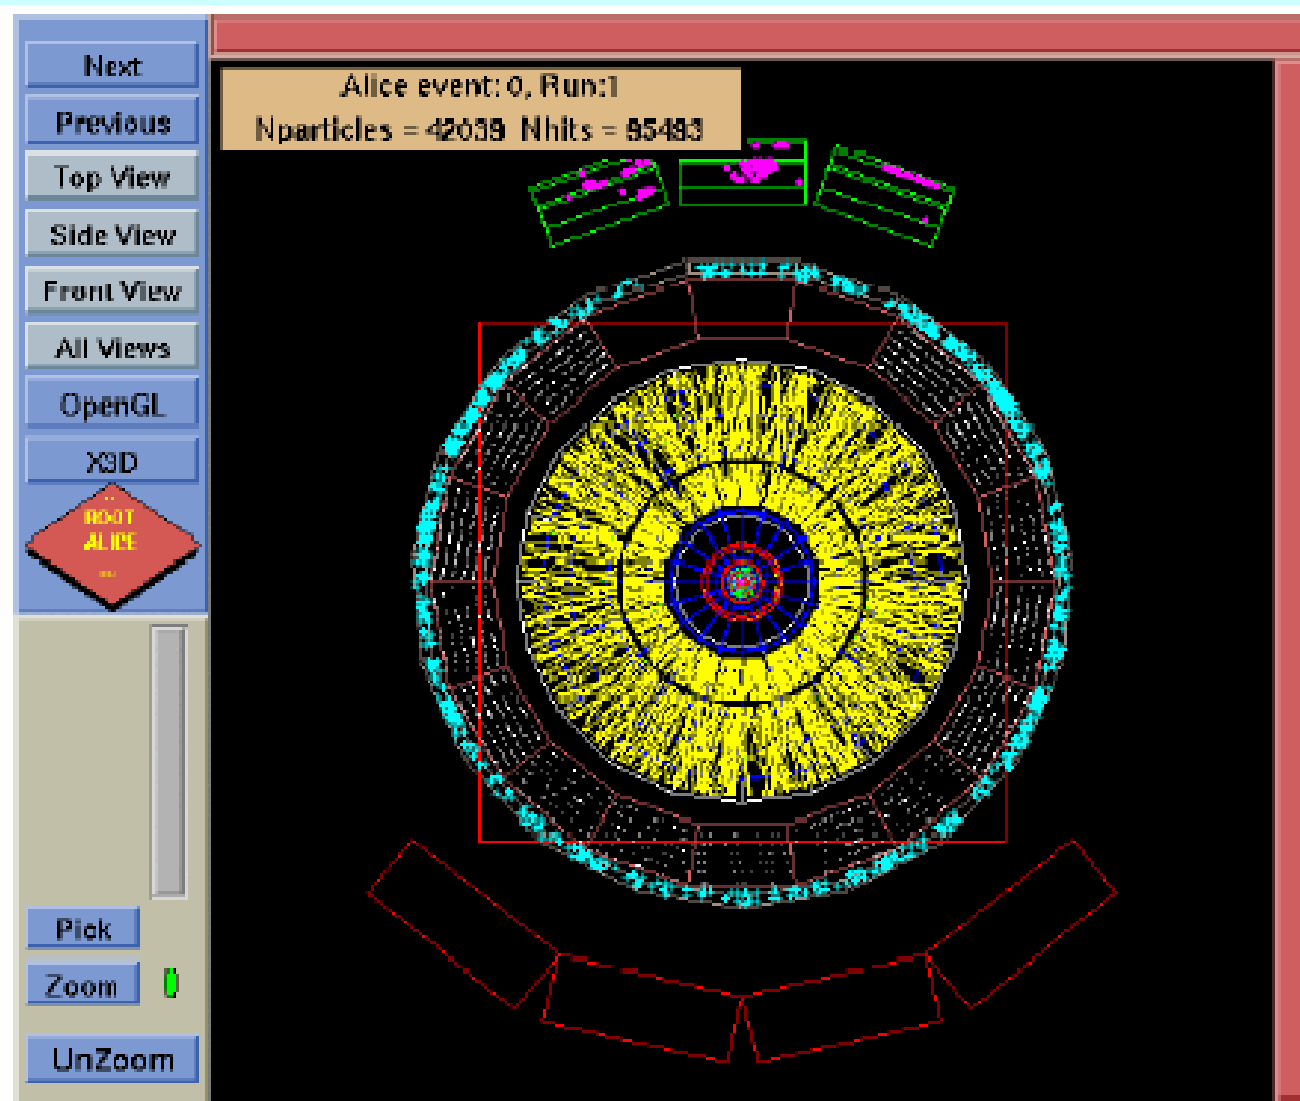 Next
Previous
Top View
Side View
Front View
All Views
OpenGL
X3D
ROOT
ALICE
Pick
Zoom
UnZoom
Alice event: 0, Run:1
Nparticles = 42039 Nhits =